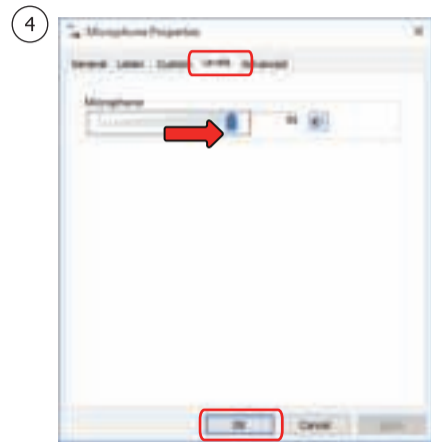 4
Microphone Properties
General Listen Custom Levels Advanced
Microphone
OK Cancel